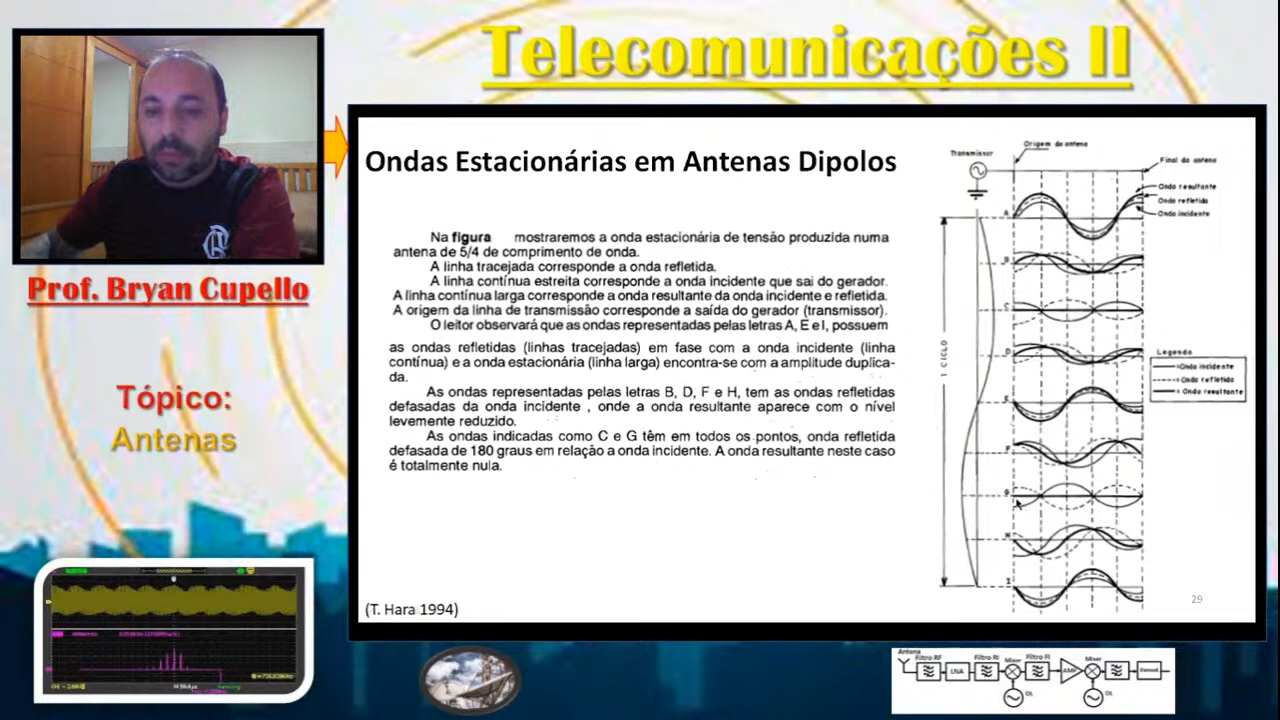 Telecomunicações II
Prof. Bryan Cupello
Tópico:
Antenas
Ondas Estacionárias em Antenas Dipolos
Na figura mostraremos a onda estacionária de tensão produzida numa
antena de 5/4 de comprimento de onda.
A linha tracejada corresponde a onda refletida.
A linha contínua estreita corresponde a onda incidente que sai do gerador.
A linha contínua larga corresponde a onda resultante da onda incidente e refletida.
A origem da linha de transmissão corresponde a saída do gerador (transmissor).
O leitor observará que as ondas representadas pelas letras A, E e I, possuem
as ondas refletidas (linhas tracejadas) em fase com a onda incidente (linha
contínua) e a onda estacionária (linha larga) encontra-se com a amplitude duplica-
da.
As ondas representadas pelas letras B, D, F e H, tem as ondas refletidas
defasadas da onda incidente , onde a onda resultante aparece com o nível
levemente reduzido.
As ondas indicadas como C e G têm em todos os pontos, onda refletida
defasada de 180 graus em relação a onda incidente. A onda resultante neste caso
é totalmente nula.
(T. Hara 1994)
Transmissor
Origem da antena
Final da antena
Onda resultante
Onda refletida
Onda incidente
A
B
C
D
E
F
G
H
I
1 CICLO
Legenda
=Onda incidente
=Onda refletida
= Onda resultante
29
Antena
Filtro RF
LNA
Filtro RI
Mixer
OL
Filtro FI
AMP
Mixer
OL
Demod.